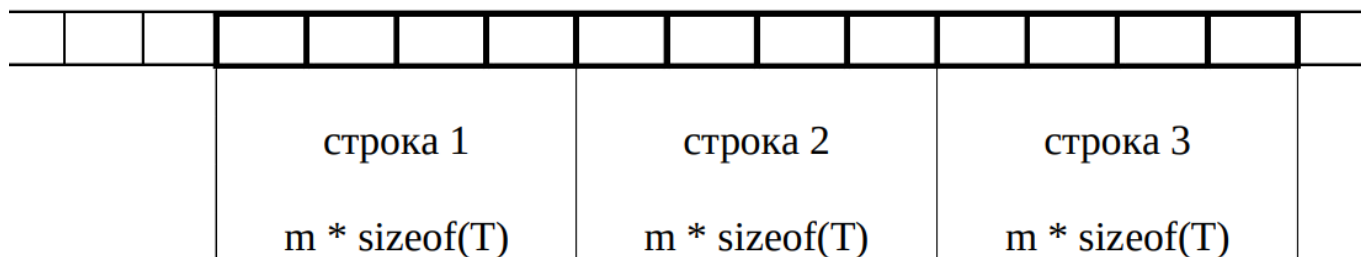 строка 1 строка 2 строка 3
m * sizeof(T) m * sizeof(T) m * sizeof(T)